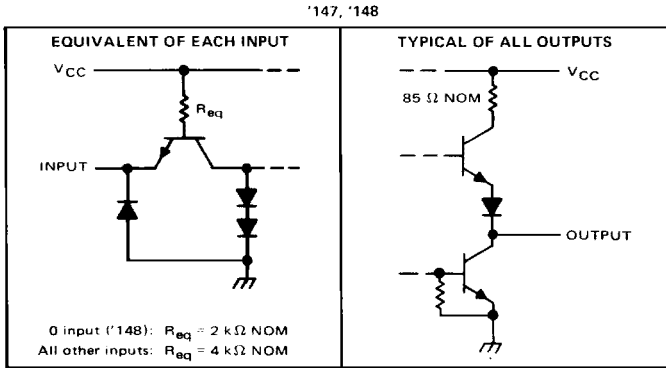 '147, '148
EQUIVALENT OF EACH INPUT
VCC
Req
INPUT
0 input ('148): Req = 2 kΩ NOM
All other inputs: Req = 4 kΩ NOM
TYPICAL OF ALL OUTPUTS
VCC
85 Ω NOM
OUTPUT